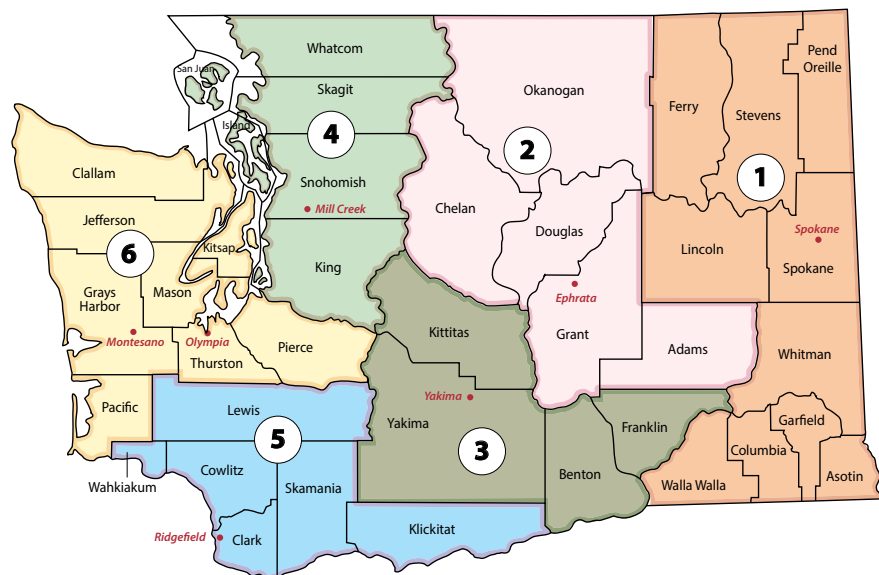 Whatcom
San Juan
Skagit
Island
4
Snohomish
Mill Creek
King
Okanogan
2
Chelan
Douglas
Ephrata
Grant
Adams
Ferry
Stevens
Pend
Oreille
1
Lincoln
Spokane
Spokane
Whitman
Garfield
Columbia
Walla Walla
Asotin
Clallam
Jefferson
6
Kitsap
Grays
Harbor
Mason
Montesano
Olympia
Thurston
Pierce
Pacific
Kittitas
Yakima
Yakima
3
Franklin
Benton
Lewis
5
Wahkiakum
Cowlitz
Skamania
Ridgefield
Clark
Klickitat